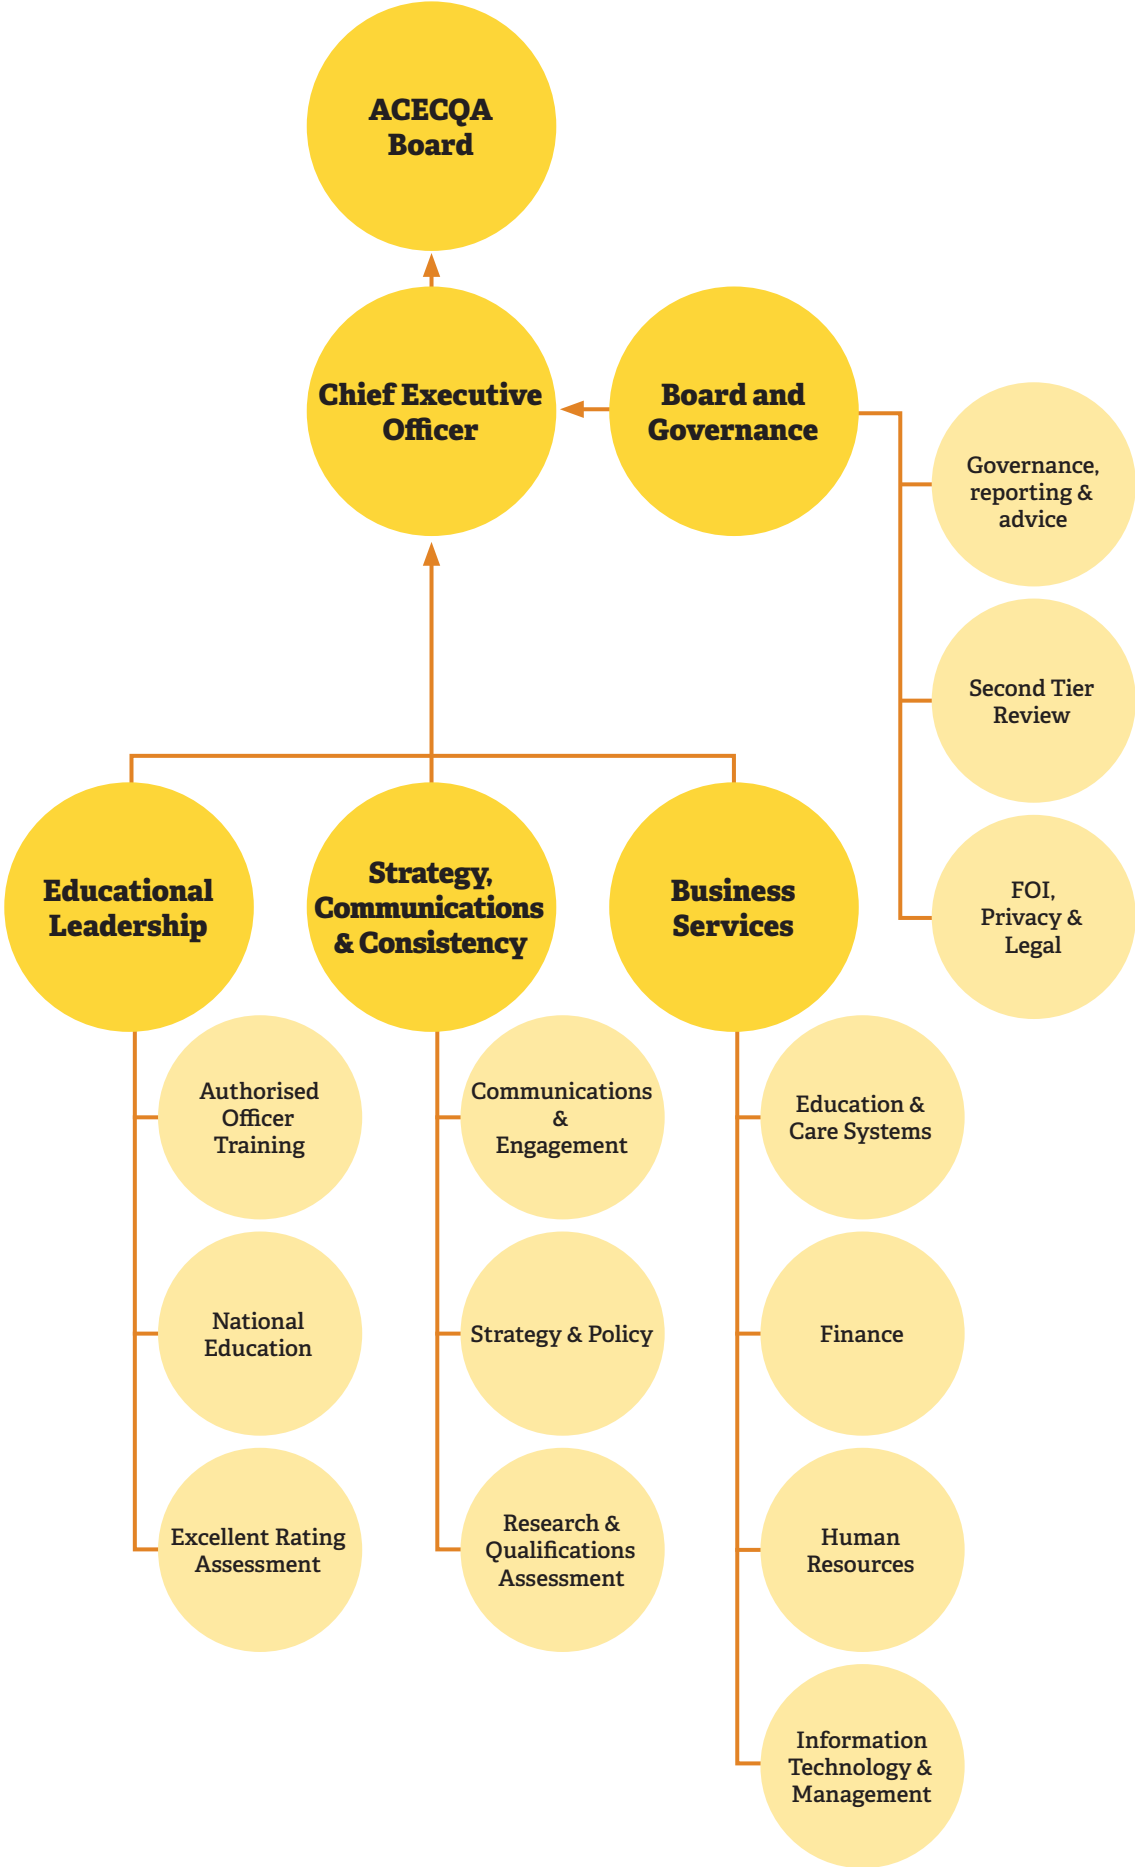 ACECQA
Board
Chief Executive
Officer
Board and
Governance
Governance,
reporting &
advice
Second Tier
Review
FOI,
Privacy &
Legal
Educational
Leadership
Strategy,
Communications
& Consistency
Business
Services
Authorised
Officer
Training
National
Education
Excellent Rating
Assessment
Communications
&
Engagement
Strategy & Policy
Research &
Qualifications
Assessment
Education &
Care Systems
Finance
Human
Resources
Information
Technology &
Management